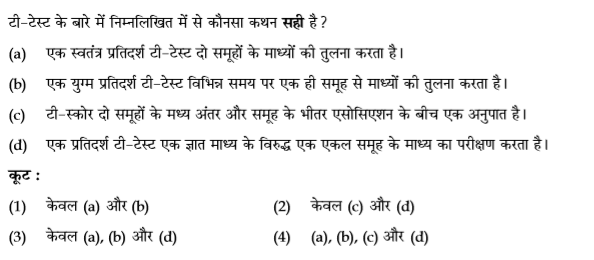 टी-टेस्ट के बारे में निम्नलिखित में से कौनसा कथन सही है ?
(a) एक स्वतंत्र प्रतिदर्श टी-टेस्ट दो समूहों के माध्यों की तुलना करता है।
(b) एक युग्म प्रतिदर्श टी-टेस्ट विभिन्न समय पर एक ही समूह से माध्यों की तुलना करता है।
(c) टी-स्कोर दो समूहों के मध्य अंतर और समूह के भीतर एसोसिएशन के बीच एक अनुपात है।
(d) एक प्रतिदर्श टी-टेस्ट एक ज्ञात माध्य के विरुद्ध एक एकल समूह के माध्य का परीक्षण करता है।
कूट :
(1) केवल (a) और (b) (2) केवल (c) और (d)
(3) केवल (a), (b) और (d) (4) (a), (b), (c) और (d)